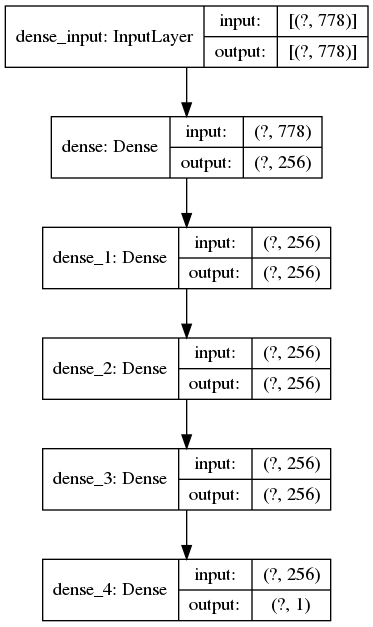 dense_input: InputLayer input: [(?, 778)]
output: [(?, 778)]
dense: Dense input: (?, 778)
output: (?, 256)
dense_1: Dense input: (?, 256)
output: (?, 256)
dense_2: Dense input: (?, 256)
output: (?, 256)
dense_3: Dense input: (?, 256)
output: (?, 256)
dense_4: Dense input: (?, 256)
output: (?, 1)